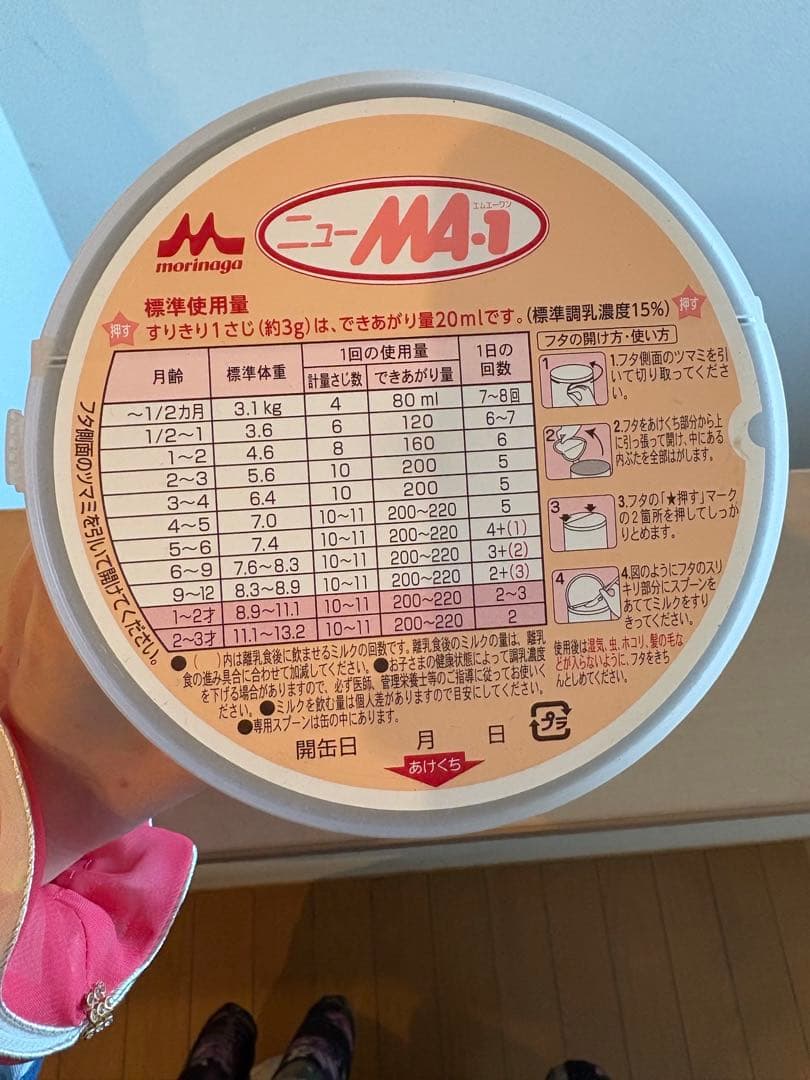 morinaga
エムエーワン
ニューMA・1
標準使用量
すりきり1さじ(約3g)は、できあがり量20mlです。(標準調乳濃度15%)
押す
押す
フタ側面のツマミを引いて開けてください。
月齢 標準体重 1回の使用量 1日の回数
計量さじ数 できあがり量
～1/2カ月 3.1kg 4 80ml 7～8回
1/2～1 3.6 6 120 6～7
1～2 4.6 8 160 6
2～3 5.6 10 200 5
3～4 6.4 10 200 5
4～5 7.0 10～11 200～220 5
5～6 7.4 10～11 200～220 4+(1)
6～9 7.6～8.3 10～11 200～220 3+(2)
9～12 8.3～8.9 10～11 200～220 2+(3)
1～2才 8.9～11.1 10～11 200～220 2～3
2～3才 11.1～13.2 10～11 200～220 2
フタの開け方・使い方
1
1.フタ側面のツマミを引
いて切り取ってくださ
い。
2
2.フタをあけくち部分から上
に引っ張って開け、中にある
内ぶたを全部はがします。
3
3.フタの「★押す」マーク
の2箇所を押してしっか
りとめます。
4
4.図のようにフタのスリ
キリ部分にスプーンを
あててでミルクをすり
きってください。
使用後は湿気、虫、ホコリ、髪の毛な
どが入らないように、フタをきち
んとしめてください。
●( )内は離乳食後に飲ませるミルクの回数です。離乳食後のミルクの量は、離乳
食の進み具合に合わせて加減してください。●お子さまの健康状態によって調乳濃度
を下げる場合がありますので、必ず医師、管理栄養士等のご指導に従ってお使いく
ださい。●ミルクを飲む量は個人差がありますので目安にしてください。
●専用スプーンは缶の中にあります。
開缶日 月 日
プラ
あけくち